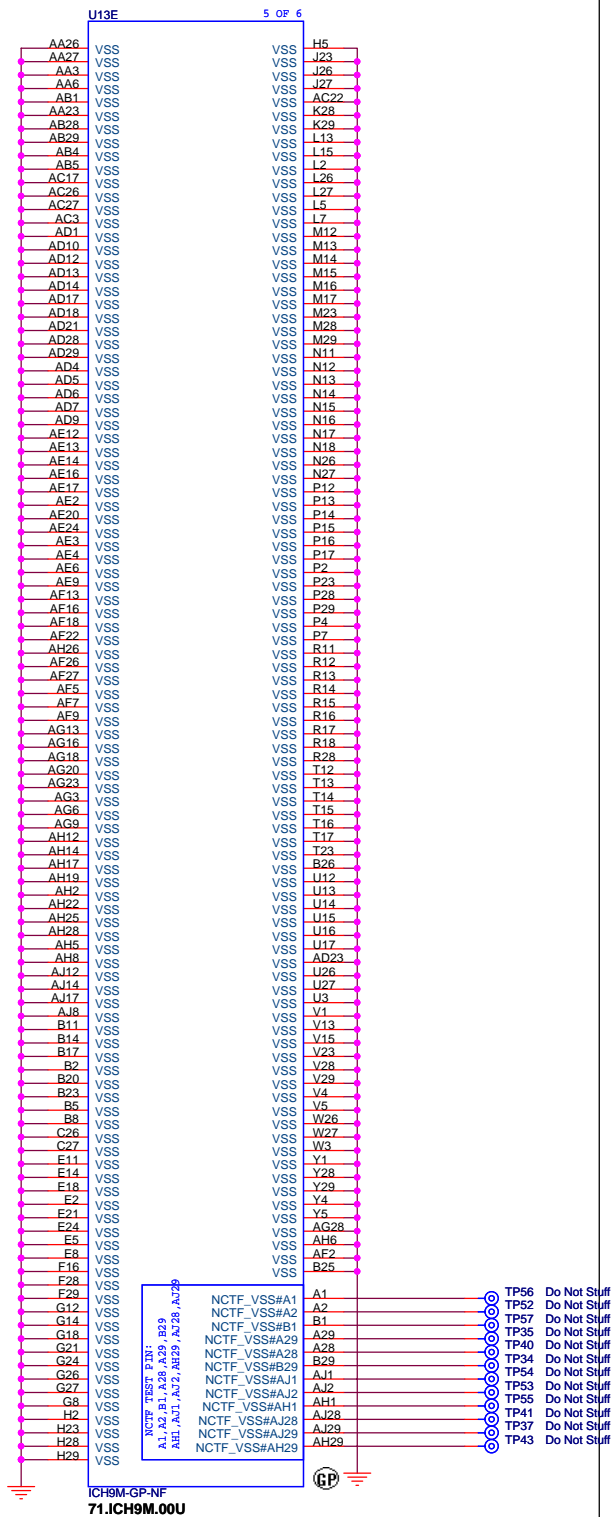 U13E 5 OF 6
AA26 VSS VSS H5
AA27 VSS VSS J23
AA3 VSS VSS J26
AA6 VSS VSS J27
AB1 VSS VSS AC22
AA23 VSS VSS K28
AB28 VSS VSS K29
AB29 VSS VSS L13
AB4 VSS VSS L15
AB5 VSS VSS L2
AC17 VSS VSS L26
AC26 VSS VSS L27
AC27 VSS VSS L5
AC3 VSS VSS L7
AD1 VSS VSS M12
AD10 VSS VSS M13
AD12 VSS VSS M14
AD13 VSS VSS M15
AD14 VSS VSS M16
AD17 VSS VSS M17
AD18 VSS VSS M23
AD21 VSS VSS M28
AD28 VSS VSS M29
AD29 VSS VSS N11
AD4 VSS VSS N12
AD5 VSS VSS N13
AD6 VSS VSS N14
AD7 VSS VSS N15
AD9 VSS VSS N16
AE12 VSS VSS N17
AE13 VSS VSS N18
AE14 VSS VSS N26
AE16 VSS VSS N27
AE17 VSS VSS P12
AE2 VSS VSS P13
AE20 VSS VSS P14
AE24 VSS VSS P15
AE3 VSS VSS P16
AE4 VSS VSS P17
AE6 VSS VSS P2
AE9 VSS VSS P23
AF13 VSS VSS P28
AF16 VSS VSS P29
AF18 VSS VSS P4
AF22 VSS VSS P7
AH26 VSS VSS R11
AF26 VSS VSS R12
AF27 VSS VSS R13
AF5 VSS VSS R14
AF7 VSS VSS R15
AF9 VSS VSS R16
AG13 VSS VSS R17
AG16 VSS VSS R18
AG18 VSS VSS R28
AG20 VSS VSS T12
AG23 VSS VSS T13
AG3 VSS VSS T14
AG6 VSS VSS T15
AG9 VSS VSS T16
AH12 VSS VSS T17
AH14 VSS VSS T23
AH17 VSS VSS B26
AH19 VSS VSS U12
AH2 VSS VSS U13
AH22 VSS VSS U14
AH25 VSS VSS U15
AH28 VSS VSS U16
AH5 VSS VSS U17
AH8 VSS VSS AD23
AJ12 VSS VSS U26
AJ14 VSS VSS U27
AJ17 VSS VSS U3
AJ8 VSS VSS V1
B11 VSS VSS V13
B14 VSS VSS V15
B17 VSS VSS V23
B2 VSS VSS V28
B20 VSS VSS V29
B23 VSS VSS V4
B5 VSS VSS V5
B8 VSS VSS W26
C26 VSS VSS W27
C27 VSS VSS W3
E11 VSS VSS Y1
E14 VSS VSS Y28
E18 VSS VSS Y29
E2 VSS VSS Y4
E21 VSS VSS Y5
E24 VSS VSS AG28
E5 VSS VSS AH6
E8 VSS VSS AF2
F16 VSS VSS B25
F28 VSS
F29 VSS NCTF_VSS#A1 A1 TP56 Do Not Stuff
G12 VSS NCTF_VSS#A2 A2 TP52 Do Not Stuff
G14 VSS NCTF_VSS#B1 B1 TP57 Do Not Stuff
G18 VSS NCTF_VSS#A29 A29 TP35 Do Not Stuff
G21 VSS NCTF_VSS#A28 A28 TP40 Do Not Stuff
G24 VSS NCTF_VSS#B29 B29 TP34 Do Not Stuff
G26 VSS NCTF_VSS#AJ1 AJ1 TP54 Do Not Stuff
G27 VSS NCTF_VSS#AJ2 AJ2 TP53 Do Not Stuff
G8 VSS NCTF_VSS#AH1 AH1 TP55 Do Not Stuff
H2 VSS NCTF_VSS#AJ28 AJ28 TP41 Do Not Stuff
H23 VSS NCTF_VSS#AJ29 AJ29 TP37 Do Not Stuff
H28 VSS NCTF_VSS#AH29 AH29 TP43 Do Not Stuff
H29 VSS
NCTF TEST PIN:
A1,A2,B1,A28,A29,B29
AH1,AJ1,AJ2,AH29,AJ28,AJ29
GP
ICH9M-GP-NF
71.ICH9M.00U